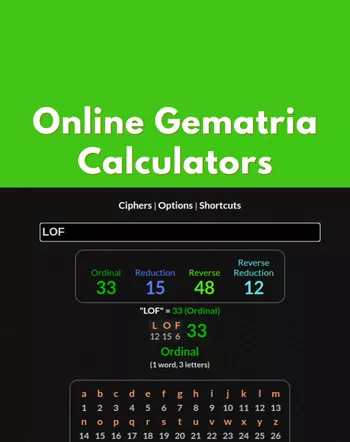 Online Gematria
Calculators
Ciphers | Options | Shortcuts
LOF
Ordinal Reduction Reverse Reverse Reduction
33 15 48 12
"LOF" = 33 (Ordinal)
L O F 33
12 15 6
Ordinal
(1 word, 3 letters)
a b c d e f g h i j k l m
1 2 3 4 5 6 7 8 9 10 11 12 13
n o p q r s t u v w x y z
14 15 16 17 18 19 20 21 22 23 24 25 26